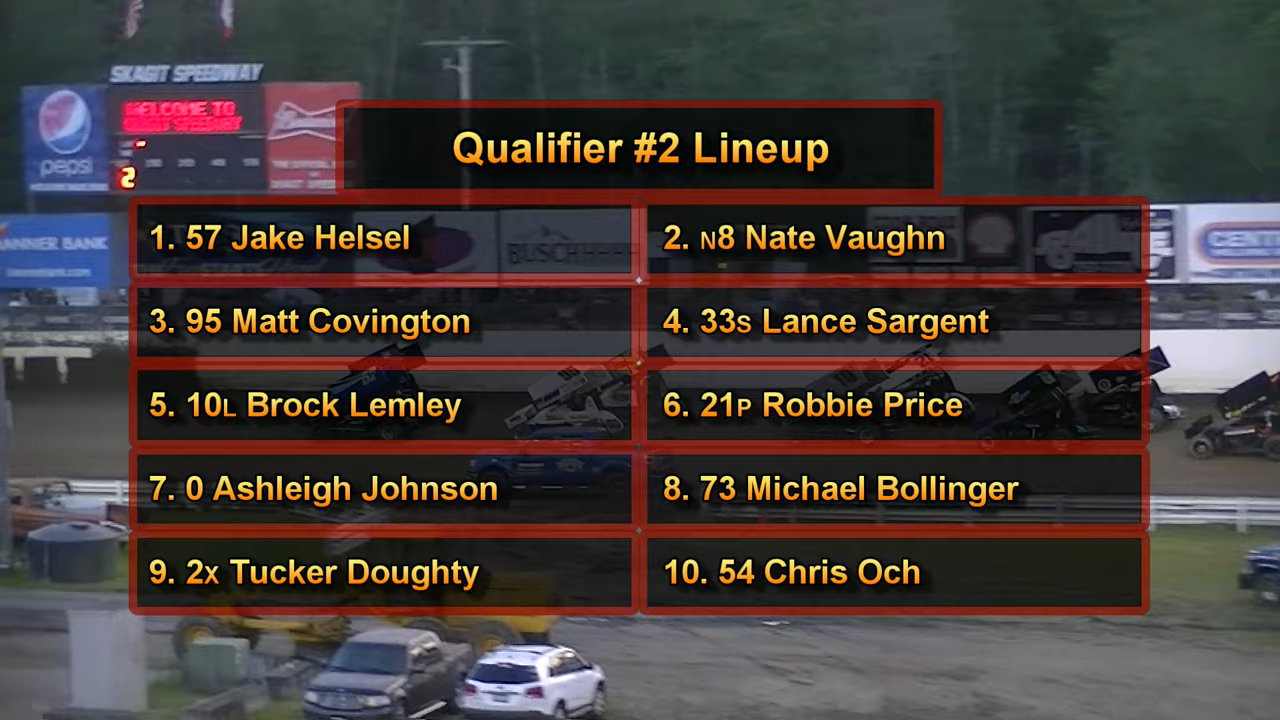 SKAGIT SPEEDWAY
WELCOME TO
pepsi
2
Qualifier #2 Lineup
1. 57 Jake Helsel
2. N8 Nate Vaughn
BANNER BANK
BUSCH
3. 95 Matt Covington
4. 33S Lance Sargent
5. 10L Brock Lemley
6. 21P Robbie Price
7. 0 Ashleigh Johnson
8. 73 Michael Bollinger
9. 2X Tucker Doughty
10. 54 Chris Och